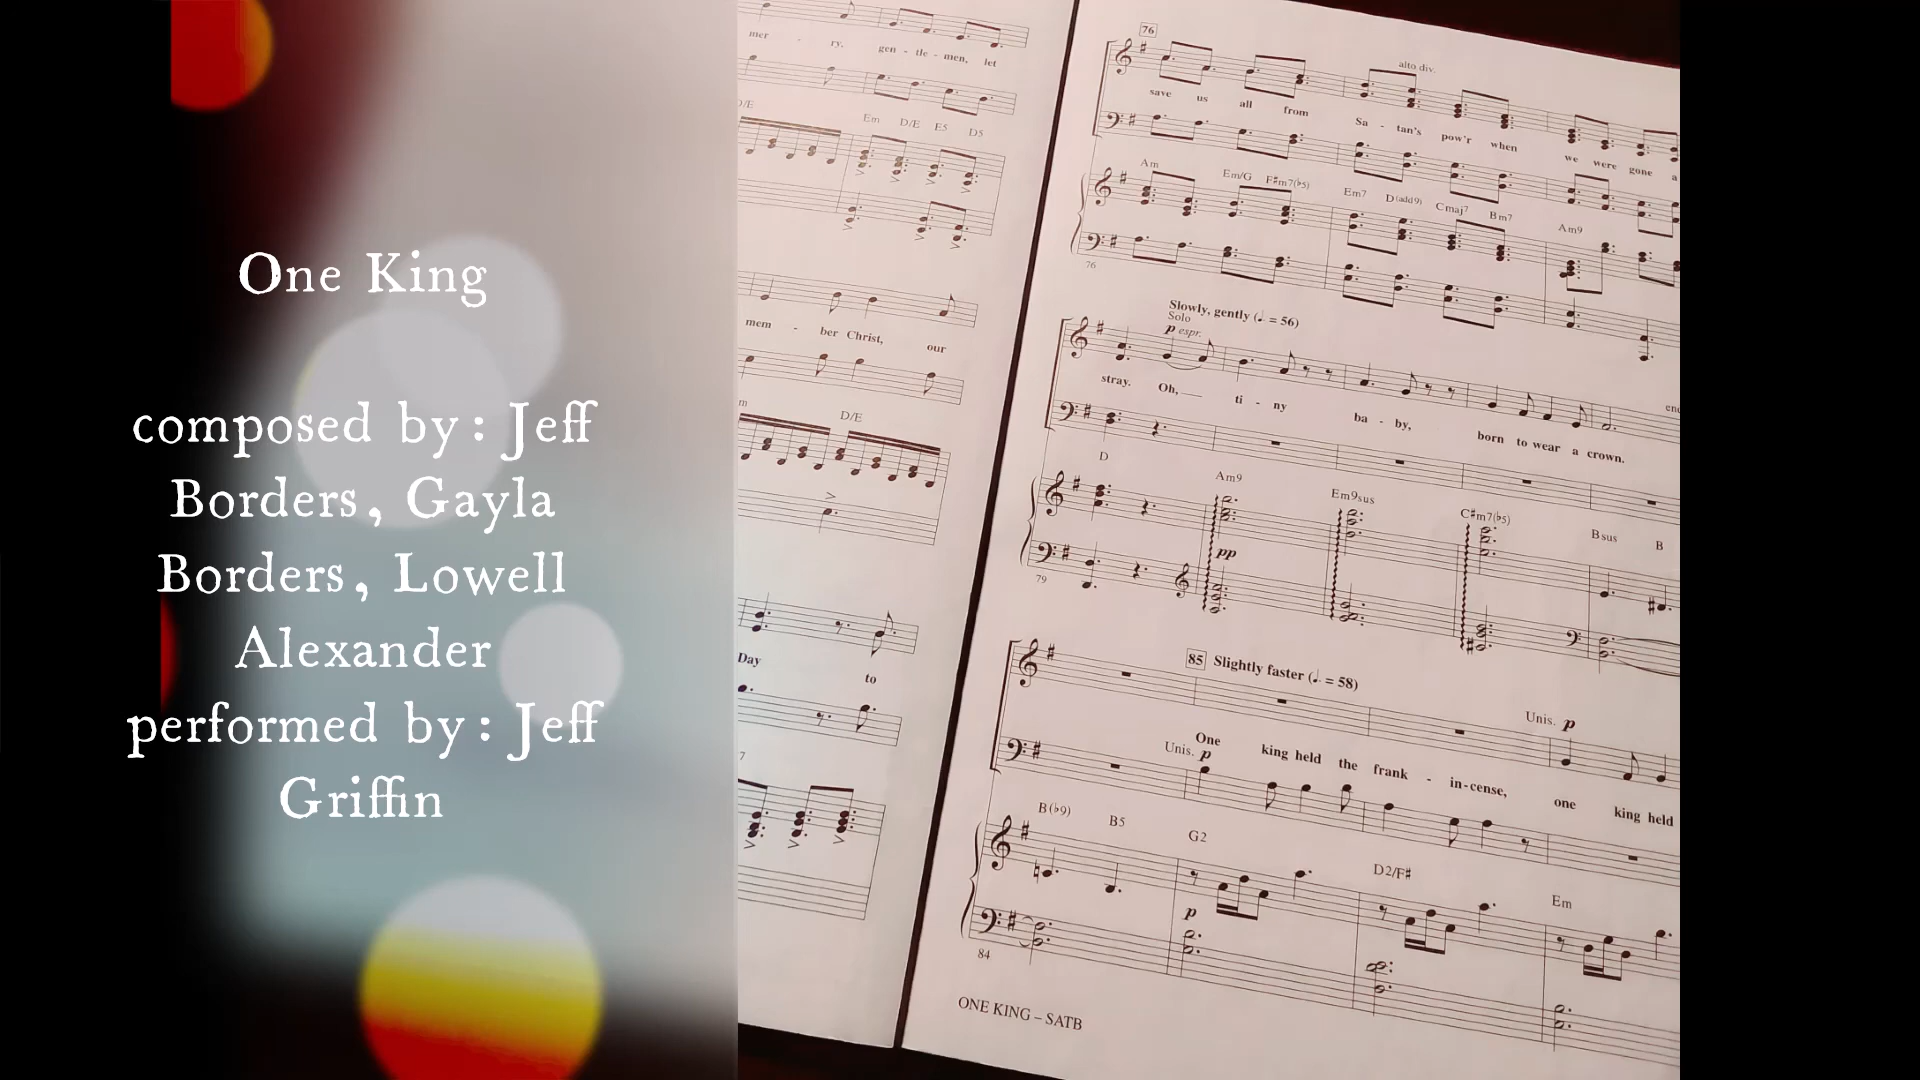 One King
composed by: Jeff
Borders, Gayla
Borders, Lowell
Alexander
performed by: Jeff
Griffin
mer - ry, gen - tle - men, let
D/E Em D/E E5 D5
mem - ber Christ, our
D/E
Day to
7
76
alto div.
save us all from Sa - tan's pow'r when we were gone a
Am Em/G F#m7(b5) Em7 D(add9) Cmaj7 Bm7 Am9
76
Slowly, gently (♩. = 56)
Solo
p espr.
stray. Oh, ti - ny ba - by, born to wear a crown.
D Am9 Em9sus C#m7(b5) Bsus B
pp
79
85 Slightly faster (♩. = 58)
Unis. p
One king held the frank - in-cense, one king held
Unis. p
B(b9) B5 G2 D2/F# Em
p
84
ONE KING – SATB